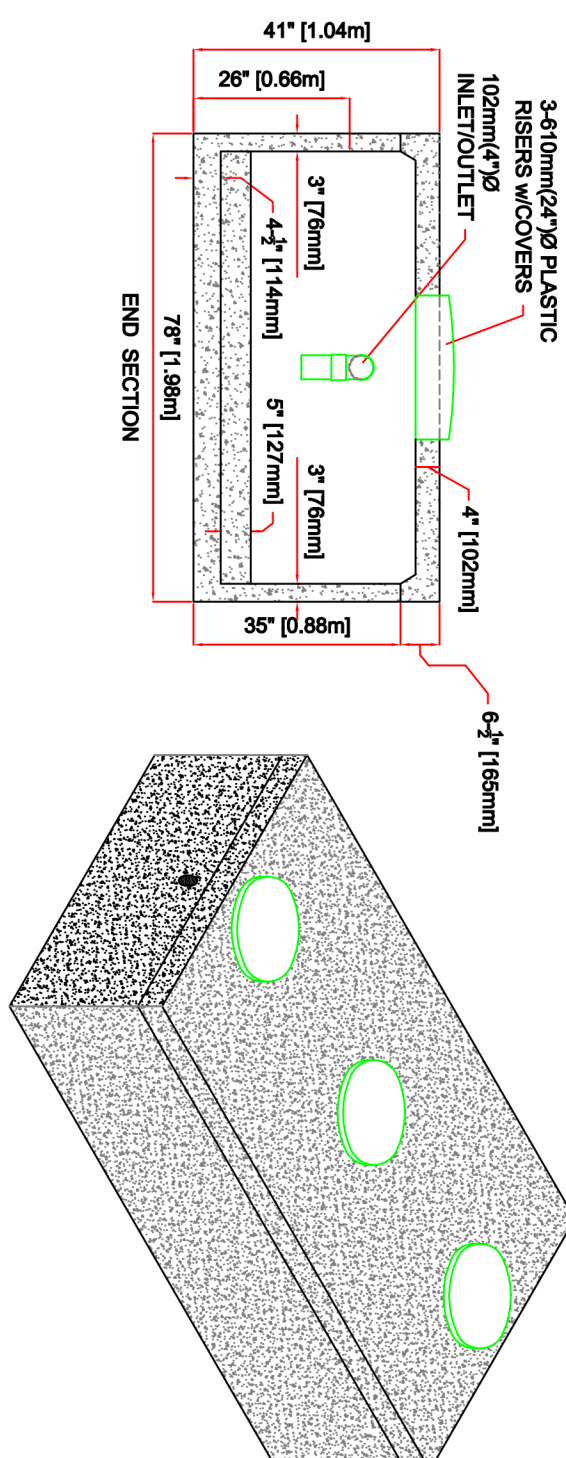 3-610mm(24")Ø PLASTIC
RISERS w/COVERS
102mm(4")Ø
INLET/OUTLET
41" [1.04m]
26" [0.66m]
4" [102mm]
6-1/2" [165mm]
3" [76mm]
3" [76mm]
4-1/2" [114mm]
5" [127mm]
35" [0.88m]
78" [1.98m]
END SECTION